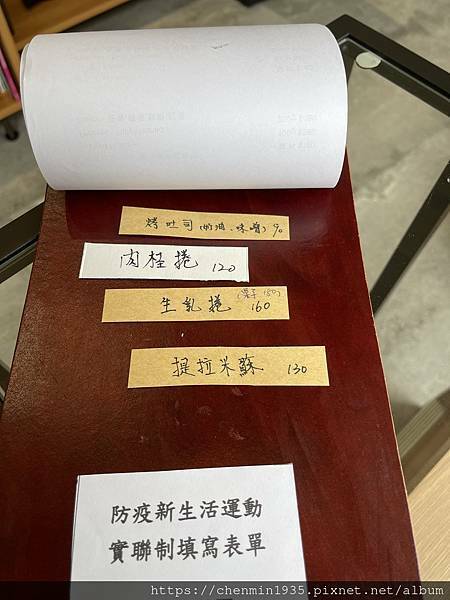 烤吐司(奶油.味噌) 90
肉桂捲 120
(栗子 180)
生乳捲 160
提拉米蘇 130
防疫新生活運動
實聯制填寫表單
https://chenmin1935.pixnet.net/album